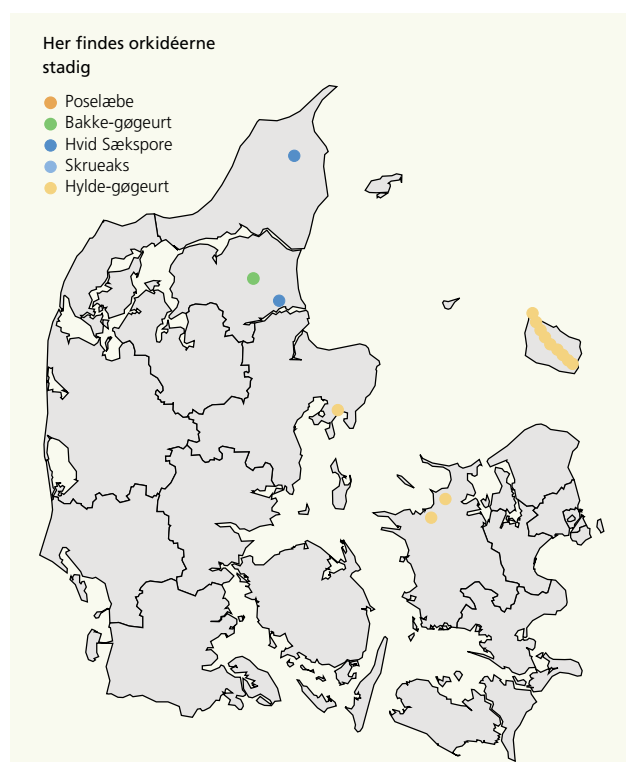 Her findes orkidéerne
stadig
Poselæbe
Bakke-gøgeurt
Hvid Sækspore
Skrueaks
Hylde-gøgeurt